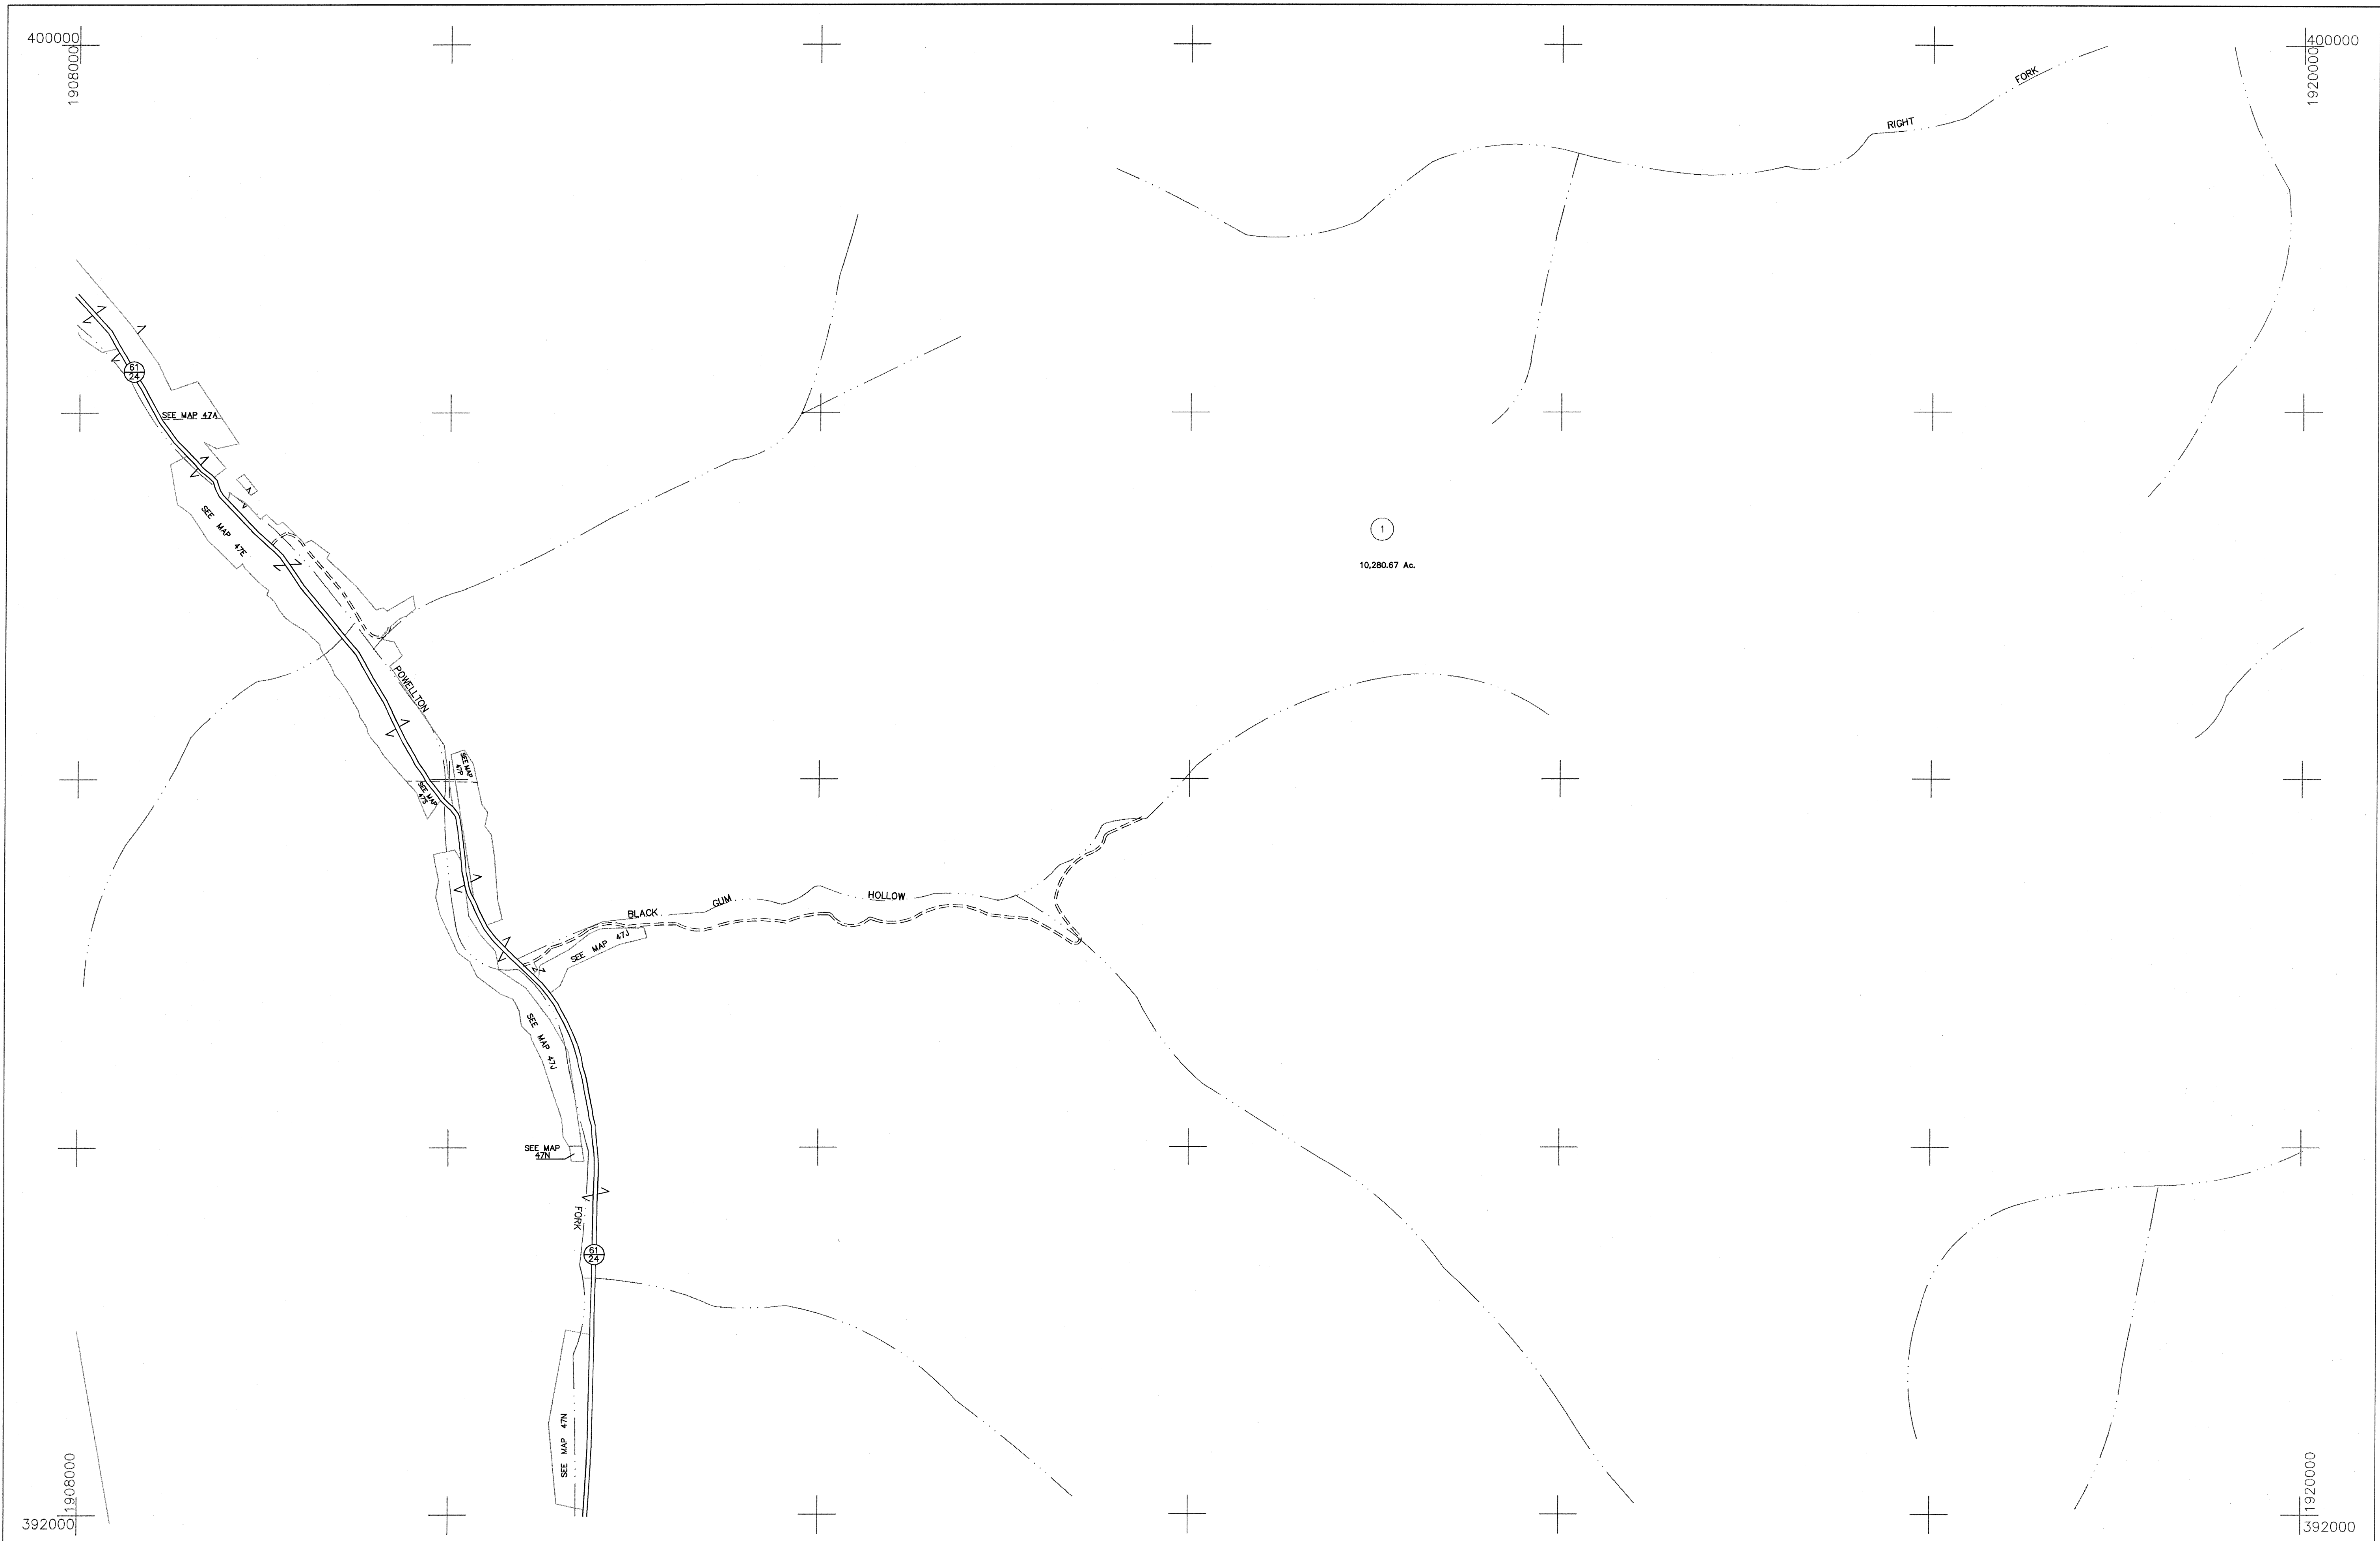 400000
1908000
400000
1920000
FORK
RIGHT
61
24
SEE MAP 47A
SEE MAP 47E
1
10,280.67 Ac.
POWELLTON
SEE MAP
47P
SEE MAP
47S
BLACK GUM HOLLOW
SEE MAP 47J
SEE MAP 47J
SEE MAP
47N
FORK
61
24
SEE MAP 47N
1908000
392000
1920000
392000